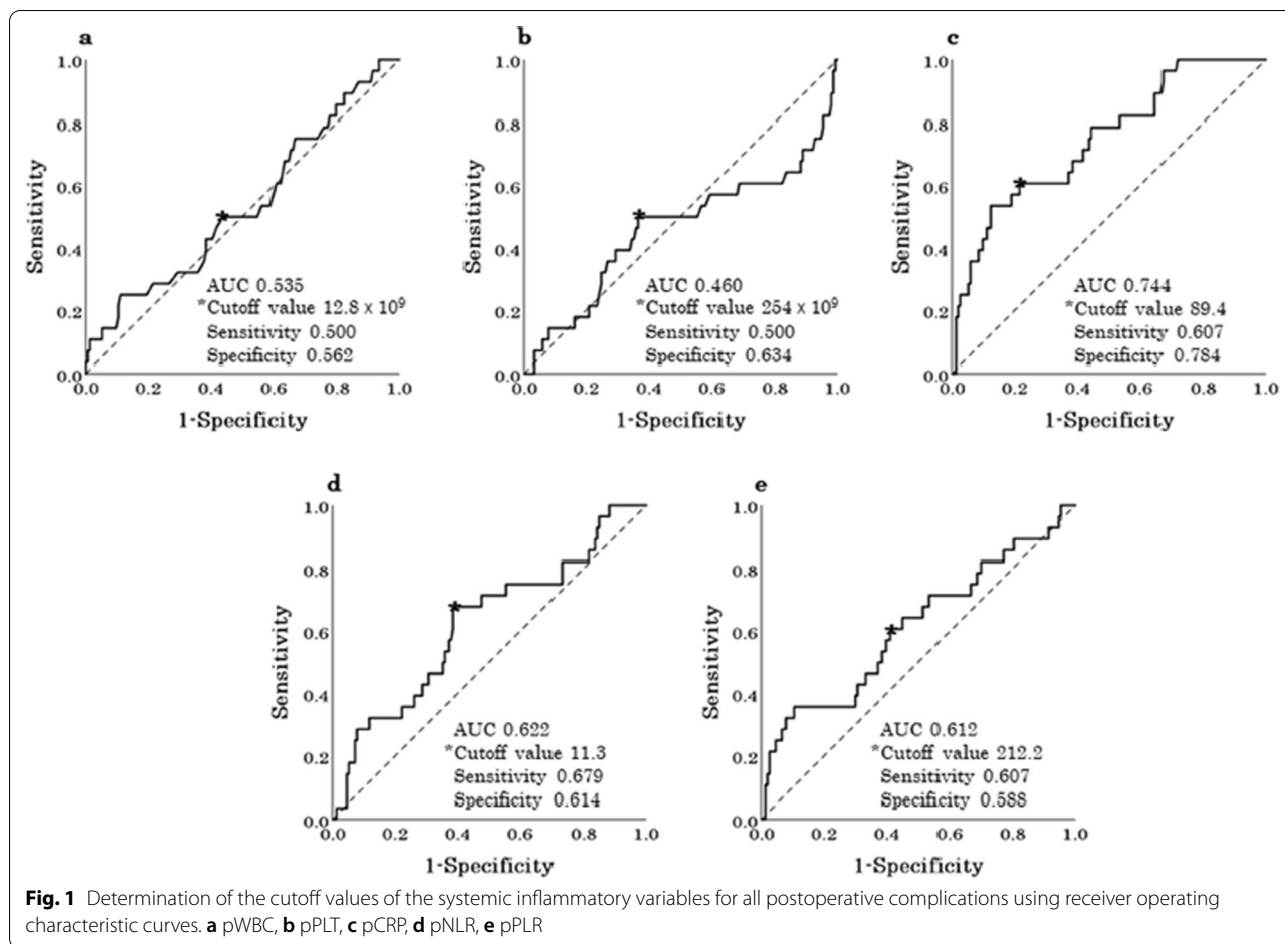 a
1.0
0.8
0.6
0.4
0.2
0.0
Sensitivity
AUC 0.535
*Cutoff value 12.8 x 10⁹
Sensitivity 0.500
Specificity 0.562
0.0 0.2 0.4 0.6 0.8 1.0
1-Specificity
b
1.0
0.8
0.6
0.4
0.2
0.0
Sensitivity
AUC 0.460
*Cutoff value 254 x 10⁹
Sensitivity 0.500
Specificity 0.634
0.0 0.2 0.4 0.6 0.8 1.0
1-Specificity
c
1.0
0.8
0.6
0.4
0.2
0.0
Sensitivity
AUC 0.744
*Cutoff value 89.4
Sensitivity 0.607
Specificity 0.784
0.0 0.2 0.4 0.6 0.8 1.0
1-Specificity
d
1.0
0.8
0.6
0.4
0.2
0.0
Sensitivity
AUC 0.622
*Cutoff value 11.3
Sensitivity 0.679
Specificity 0.614
0.0 0.2 0.4 0.6 0.8 1.0
1-Specificity
e
1.0
0.8
0.6
0.4
0.2
0.0
Sensitivity
AUC 0.612
*Cutoff value 212.2
Sensitivity 0.607
Specificity 0.588
0.0 0.2 0.4 0.6 0.8 1.0
1-Specificity
Fig. 1 Determination of the cutoff values of the systemic inflammatory variables for all postoperative complications using receiver operating
characteristic curves. a pWBC, b pPLT, c pCRP, d pNLR, e pPLR